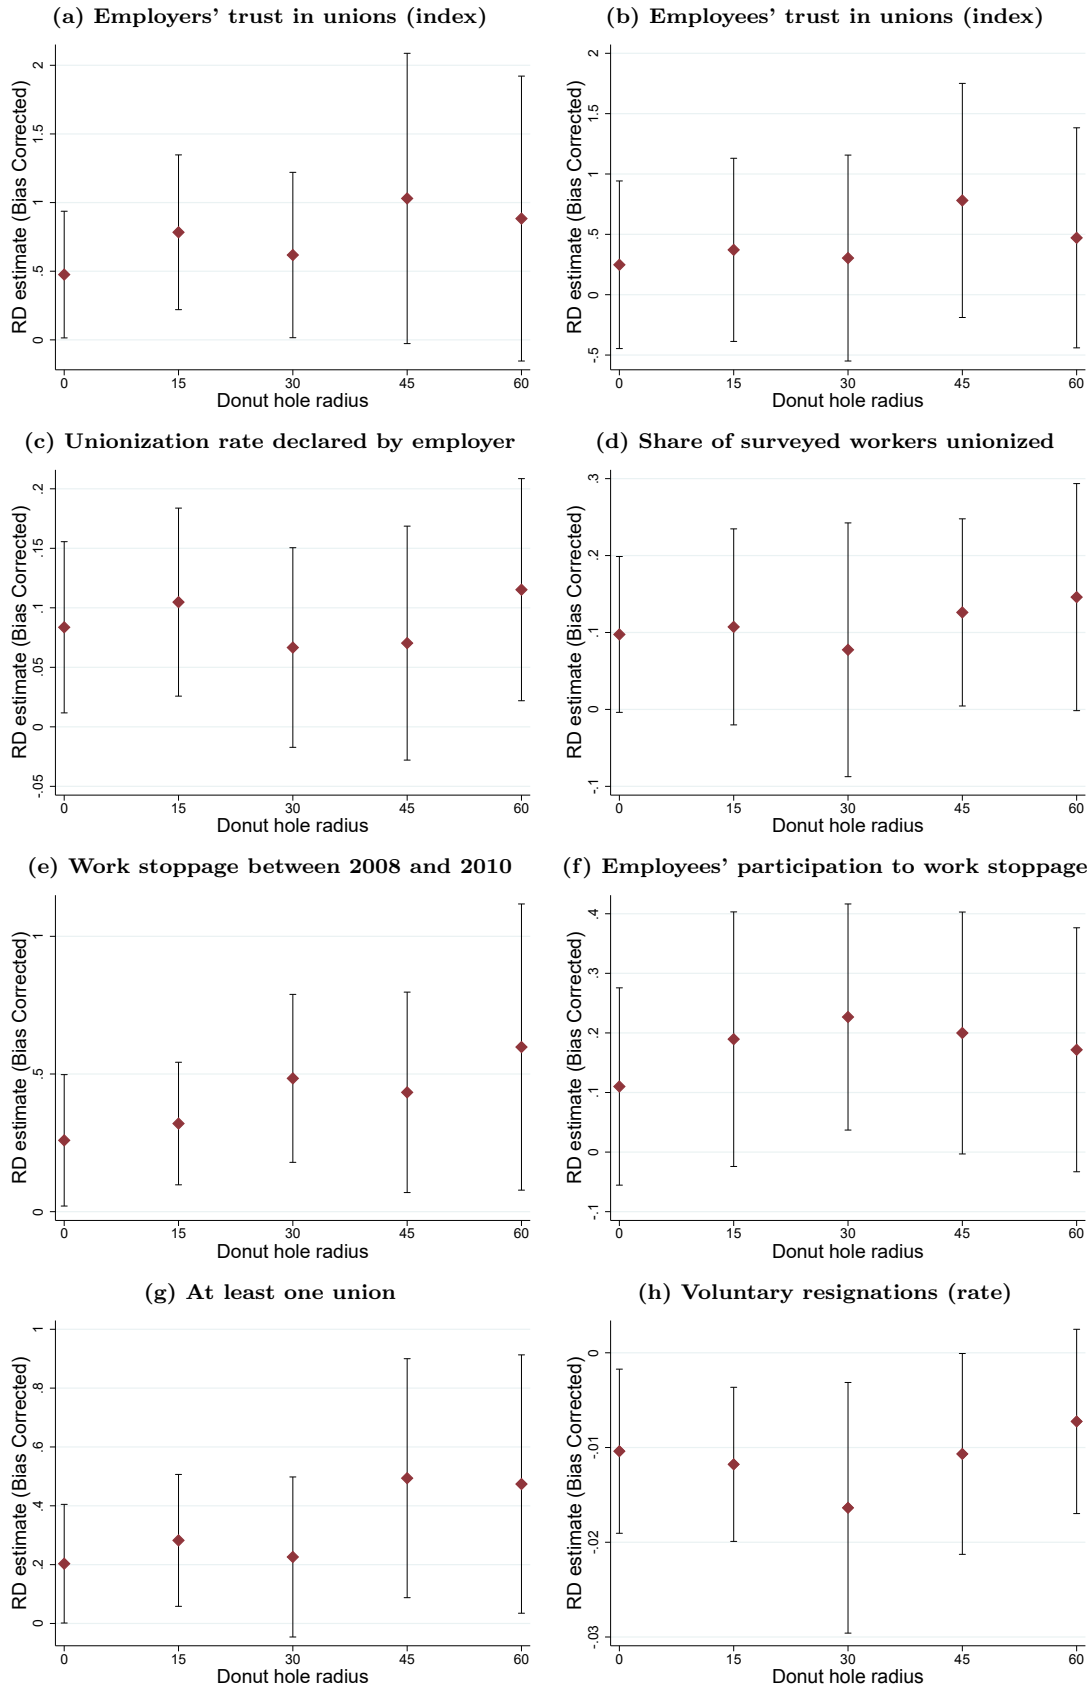 (a) Employers' trust in unions (index)
RD estimate (Bias Corrected)
2
1.5
1
.5
0
0 15 30 45 60
Donut hole radius
(b) Employees' trust in unions (index)
RD estimate (Bias Corrected)
2
1.5
1
.5
0
-.5
0 15 30 45 60
Donut hole radius
(c) Unionization rate declared by employer
RD estimate (Bias Corrected)
.2
.15
.1
.05
0
-.05
0 15 30 45 60
Donut hole radius
(d) Share of surveyed workers unionized
RD estimate (Bias Corrected)
.3
.2
.1
0
-.1
0 15 30 45 60
Donut hole radius
(e) Work stoppage between 2008 and 2010
RD estimate (Bias Corrected)
1
.5
0
0 15 30 45 60
Donut hole radius
(f) Employees' participation to work stoppage
RD estimate (Bias Corrected)
.4
.3
.2
.1
0
-.1
0 15 30 45 60
Donut hole radius
(g) At least one union
RD estimate (Bias Corrected)
1
.8
.6
.4
.2
0
0 15 30 45 60
Donut hole radius
(h) Voluntary resignations (rate)
RD estimate (Bias Corrected)
0
-.01
-.02
-.03
0 15 30 45 60
Donut hole radius